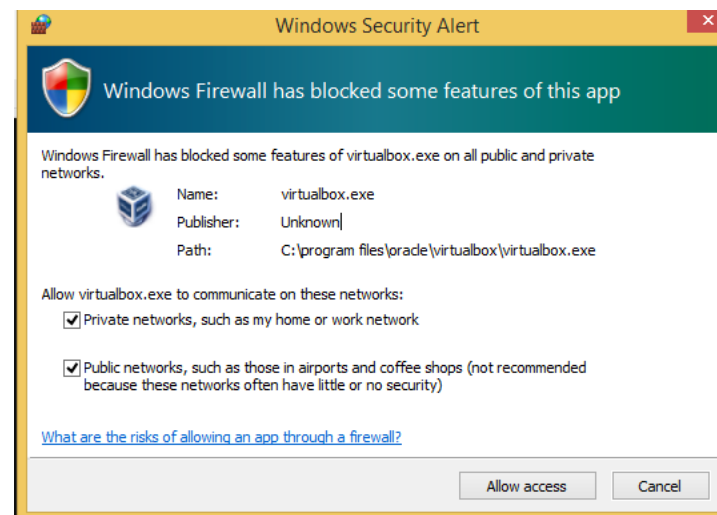 Windows Security Alert
Windows Firewall has blocked some features of this app
Windows Firewall has blocked some features of virtualbox.exe on all public and private
networks.
Name: virtualbox.exe
Publisher: Unknown
Path: C:\program files\oracle\virtualbox\virtualbox.exe
Allow virtualbox.exe to communicate on these networks:
Private networks, such as my home or work network
Public networks, such as those in airports and coffee shops (not recommended
because these networks often have little or no security)
What are the risks of allowing an app through a firewall?
Allow access Cancel